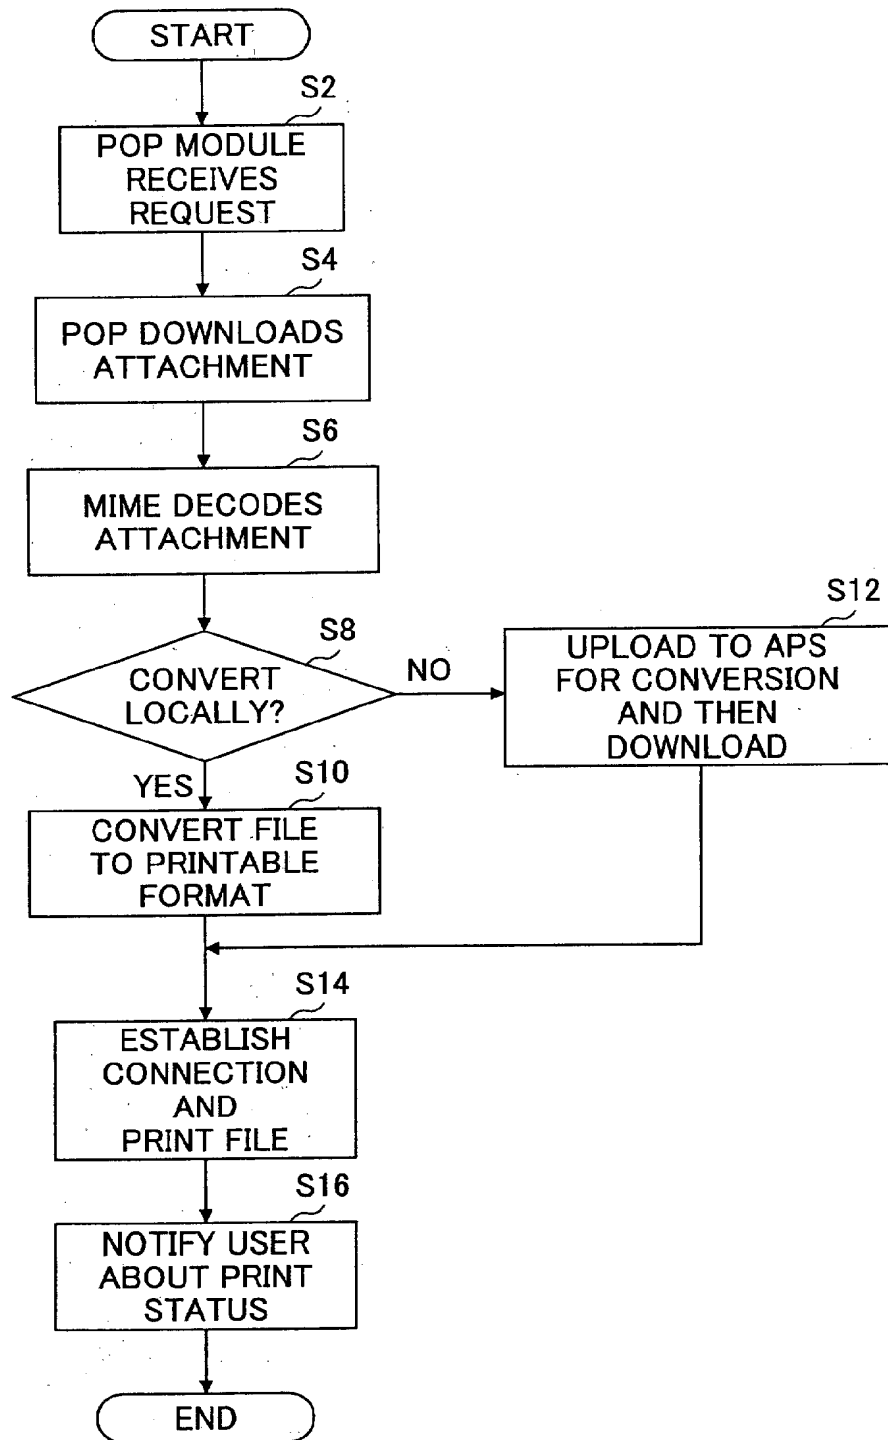 START
S2
POP MODULE
RECEIVES
REQUEST
S4
POP DOWNLOADS
ATTACHMENT
S6
MIME DECODES
ATTACHMENT
S8
CONVERT
LOCALLY?
NO
S12
UPLOAD TO APS
FOR CONVERSION
AND THEN
DOWNLOAD
YES
S10
CONVERT FILE
TO PRINTABLE
FORMAT
S14
ESTABLISH
CONNECTION
AND
PRINT FILE
S16
NOTIFY USER
ABOUT PRINT
STATUS
END